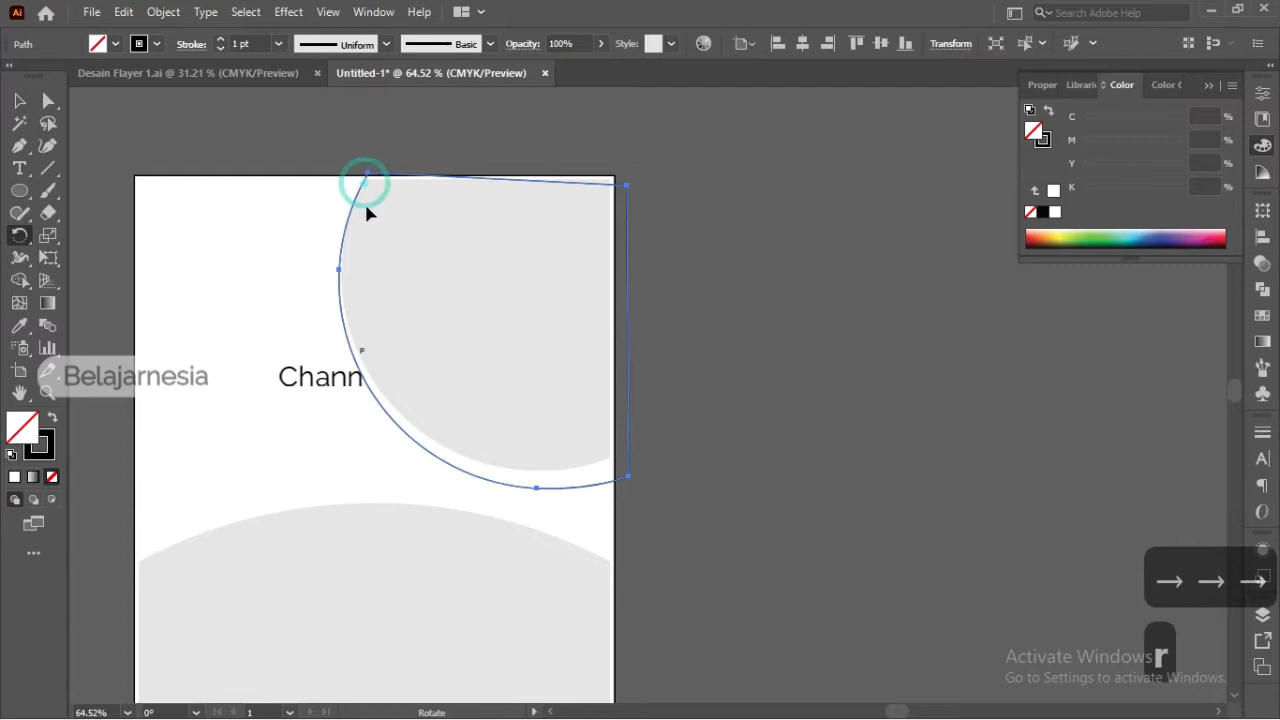 Ai File Edit Object Type Select Effect View Window Help Search Adobe Help
Path Stroke: 1 pt Uniform Basic Opacity: 100% Style: Transform
Desain Flayer 1.ai @ 31.21 % (CMYK/Preview) × Untitled-1* @ 64.52 % (CMYK/Preview) ×
Proper Librari Color Color G
C %
M %
Y %
K %
Belajarnesia Chann
→ → →
r
Activate Windows
Go to Settings to activate Windows.
64.52% 0° 1 Rotate